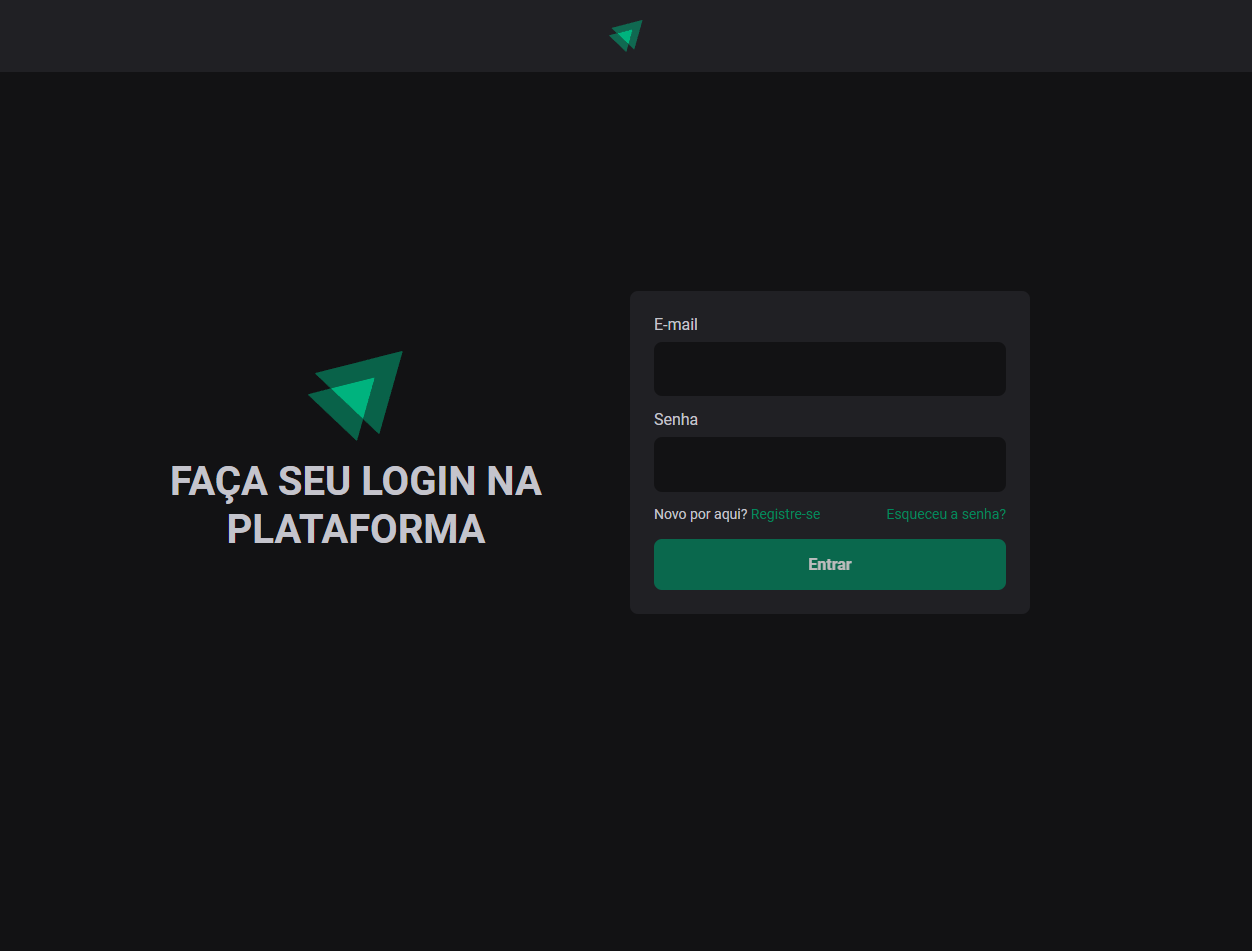 FAÇA SEU LOGIN NA
PLATAFORMA
E-mail
Senha
Novo por aqui? Registre-se Esqueceu a senha?
Entrar